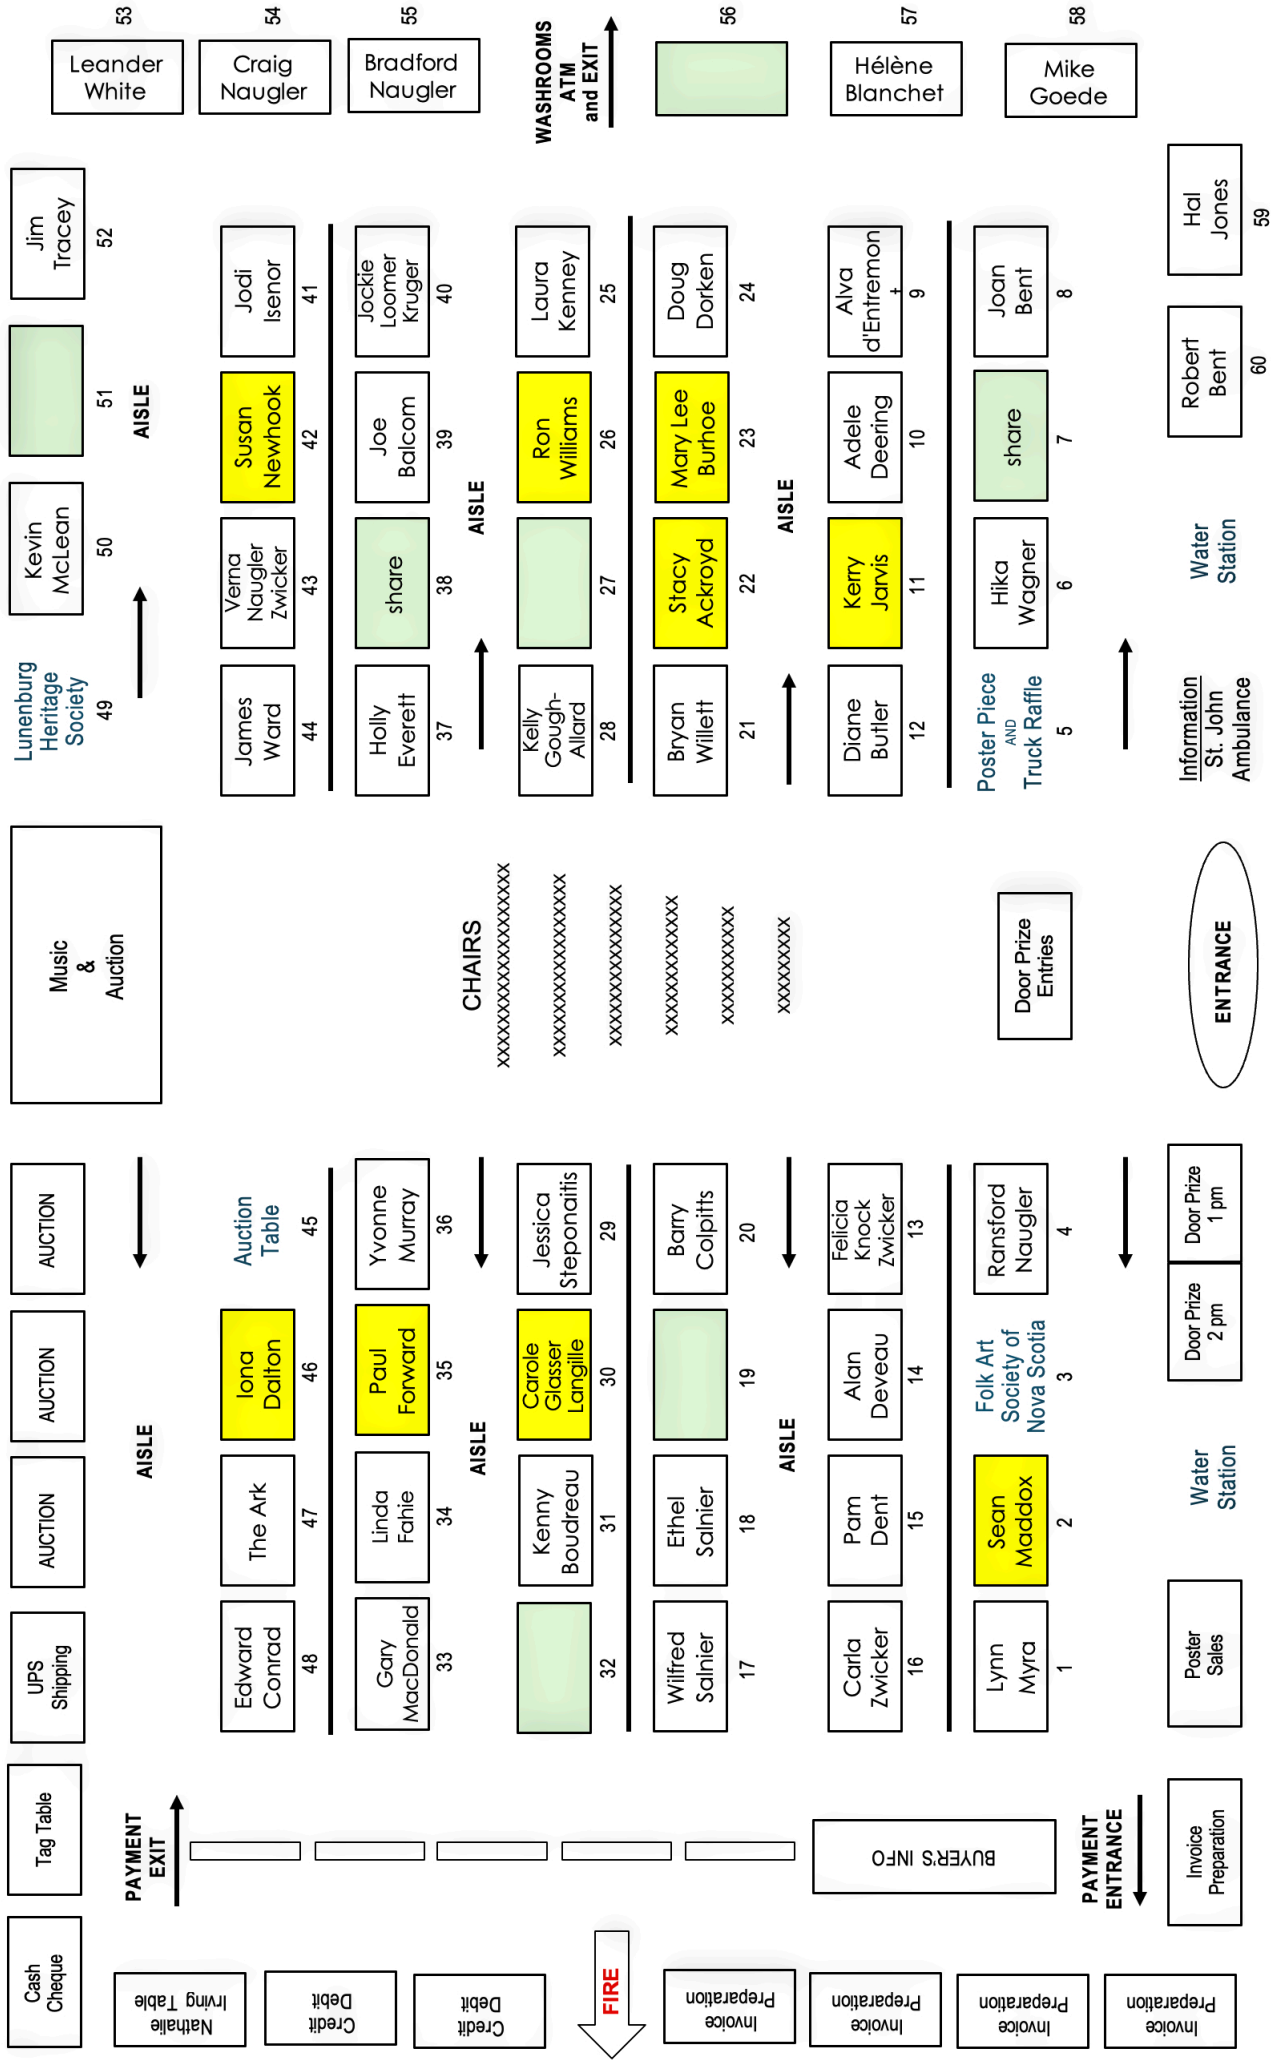 53
Leander
White
54
Craig
Naugler
55
Bradford
Naugler
WASHROOMS
ATM
and EXIT
56
57
Hélène
Blanchet
58
Mike
Goede
Jim
Tracey
52
51
Kevin
McLean
50
Lunenburg
Heritage
Society
49
AISLE
Jodi
Isenor
41
Susan
Newhook
42
Verna
Naugler
Zwicker
43
James
Ward
44
Jockie
Loomer
Kruger
40
Joe
Balcom
39
share
38
Holly
Everett
37
AISLE
Laura
Kenney
25
Ron
Williams
26
27
Kelly
Gough-
Allard
28
Doug
Dorken
24
Mary Lee
Burhoe
23
Stacy
Ackroyd
22
Bryan
Willett
21
AISLE
Alva
d'Entremon
t
9
Adele
Deering
10
Kerry
Jarvis
11
Diane
Butler
12
Joan
Bent
8
share
7
Hika
Wagner
6
Poster Piece
AND
Truck Raffle
5
Hal
Jones
59
Robert
Bent
60
Water
Station
Information
St. John
Ambulance
Music
&
Auction
CHAIRS
xxxxxxxxxxxxxxxxxxxx
xxxxxxxxxxxxxxxxxx
xxxxxxxxxxxxxxxx
xxxxxxxxxxxxxx
xxxxxxxxxxxx
xxxxxxxxxx
Door Prize
Entries
ENTRANCE
AUCTION
AUCTION
AUCTION
UPS
Shipping
AISLE
Auction
Table
45
Iona
Dalton
46
The Ark
47
Edward
Conrad
48
Yvonne
Murray
36
Paul
Forward
35
Linda
Fahie
34
Gary
MacDonald
33
AISLE
Jessica
Steponaitis
29
Carole
Glasser
Langille
30
Kenny
Boudreau
31
32
Barry
Colpitts
20
19
Ethel
Salnier
18
Wilfred
Salnier
17
AISLE
Felicia
Knock
Zwicker
13
Alan
Deveau
14
Pam
Dent
15
Carla
Zwicker
16
Ransford
Naugler
4
Folk Art
Society of
Nova Scotia
3
Sean
Maddox
2
Lynn
Myra
1
Door Prize
1 pm
Door Prize
2 pm
Water
Station
Poster
Sales
Tag Table
PAYMENT
EXIT
BUYER'S INFO
PAYMENT
ENTRANCE
Invoice
Preparation
Cash
Cheque
Nathalie
Irving Table
Credit
Debit
Credit
Debit
FIRE
Invoice
Preparation
Invoice
Preparation
Invoice
Preparation
Invoice
Preparation